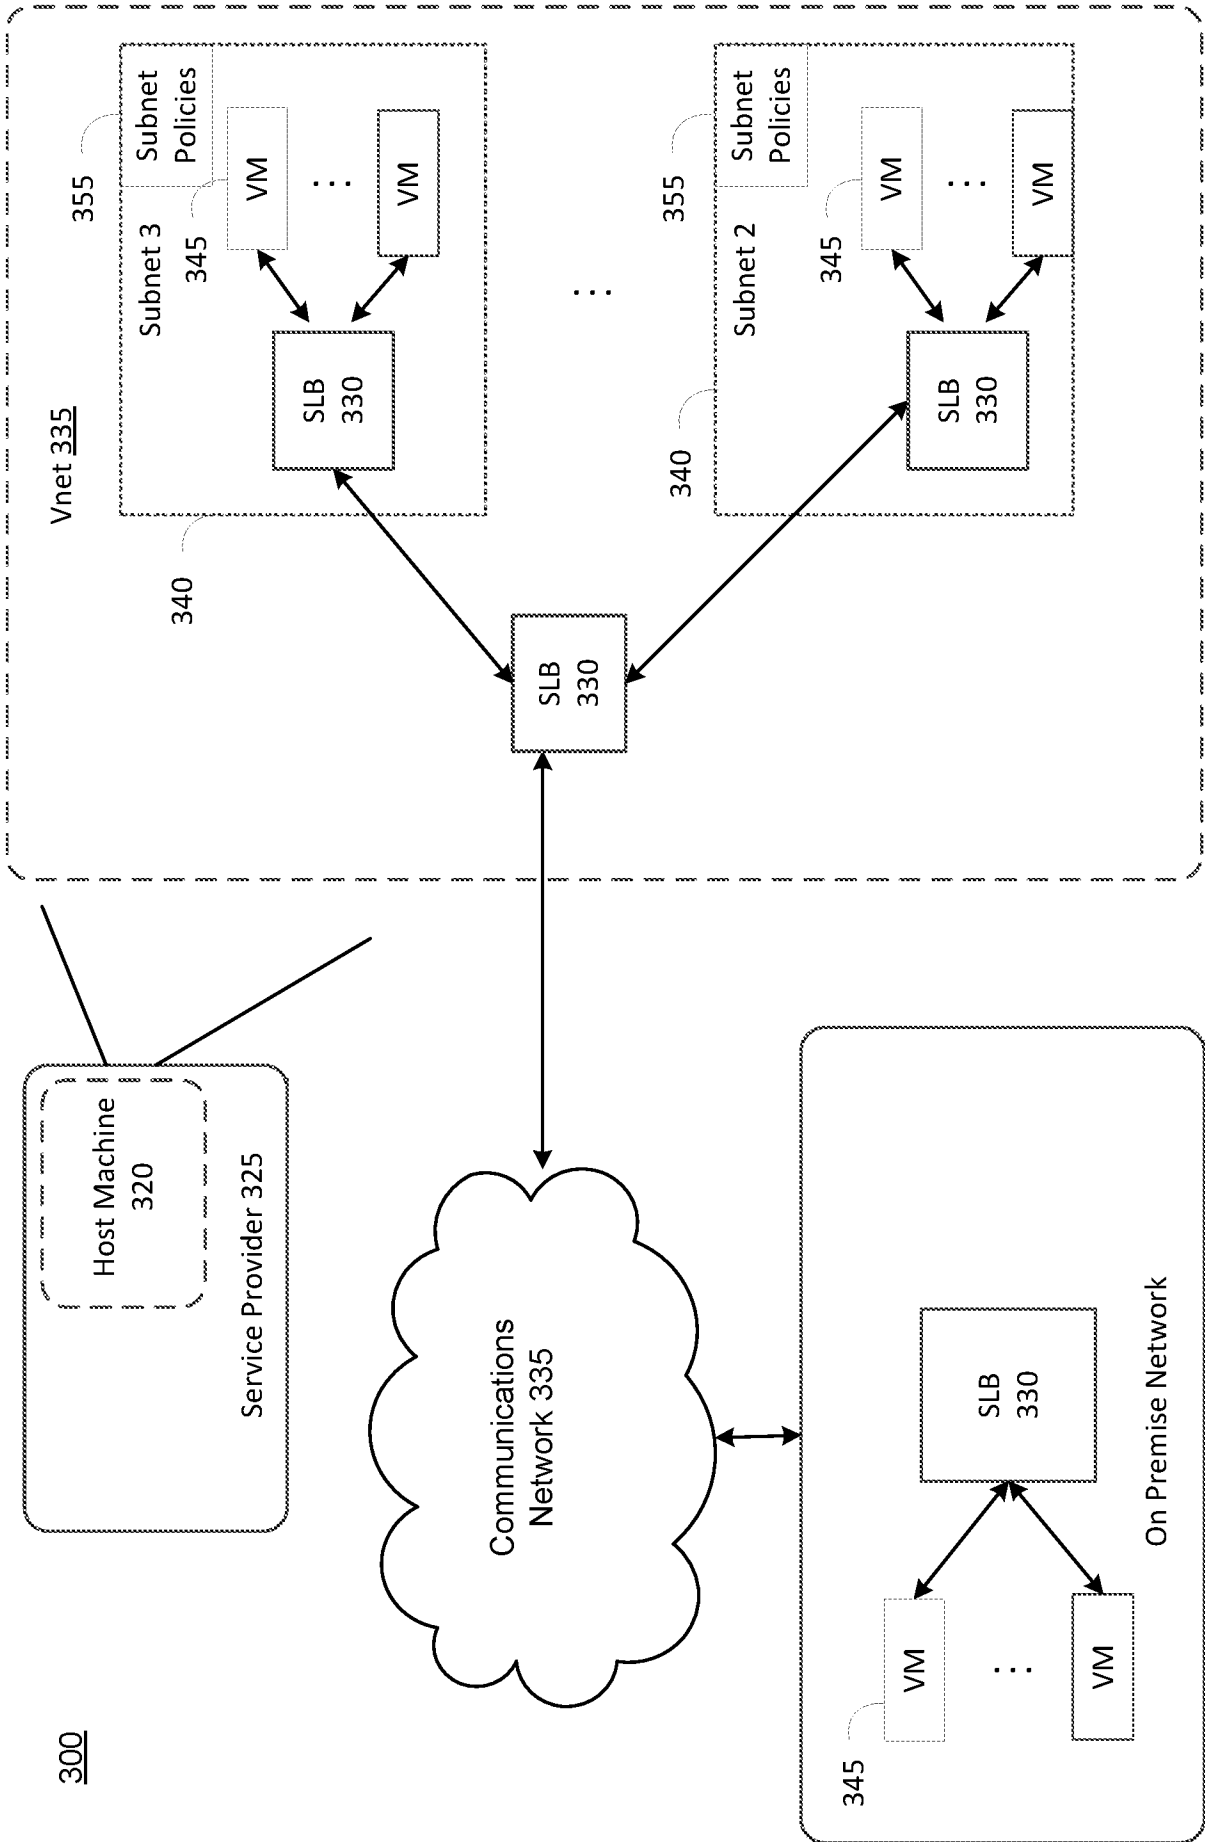 300
Host Machine
320
Service Provider 325
Communications
Network 335
345
VM
...
VM
SLB
330
On Premise Network
Vnet 335
SLB
330
340
355
Subnet 3
Subnet
Policies
345
VM
...
VM
SLB
330
...
340
355
Subnet 2
Subnet
Policies
345
VM
...
VM
SLB
330